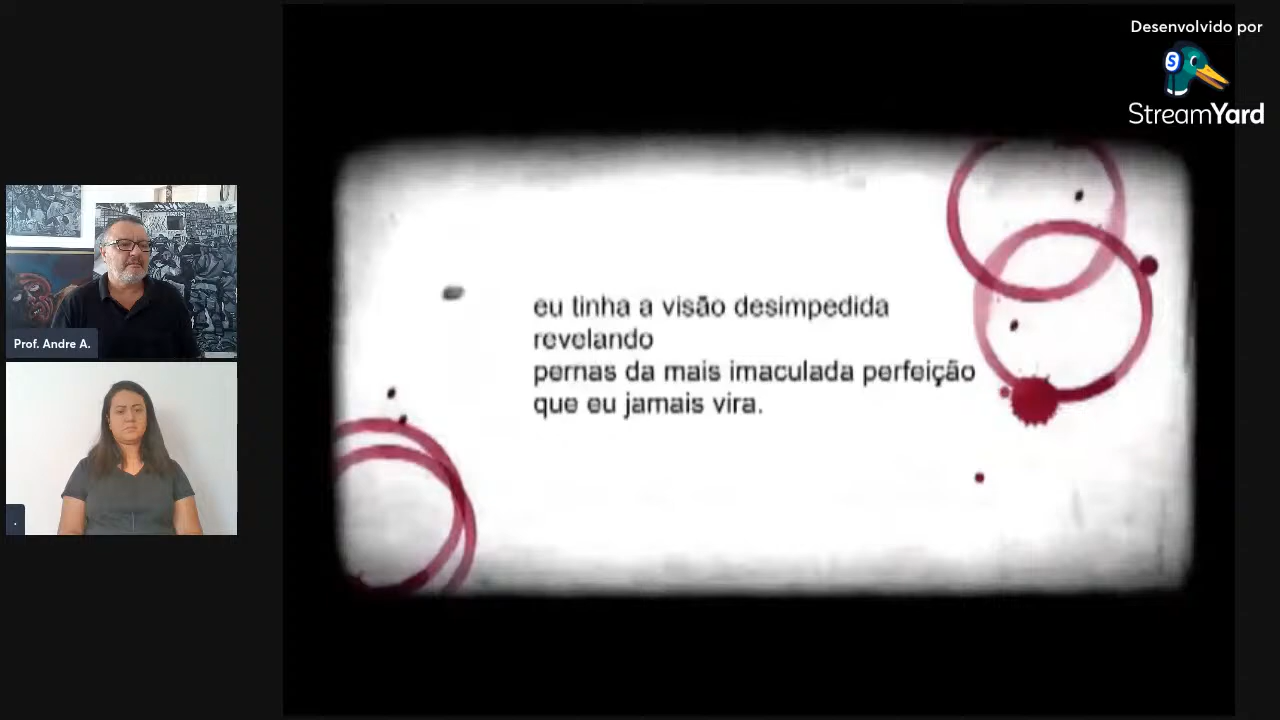 Desenvolvido por
S
StreamYard
Prof. Andre A.
.
eu tinha a visão desimpedida
revelando
pernas da mais imaculada perfeição
que eu jamais vira.